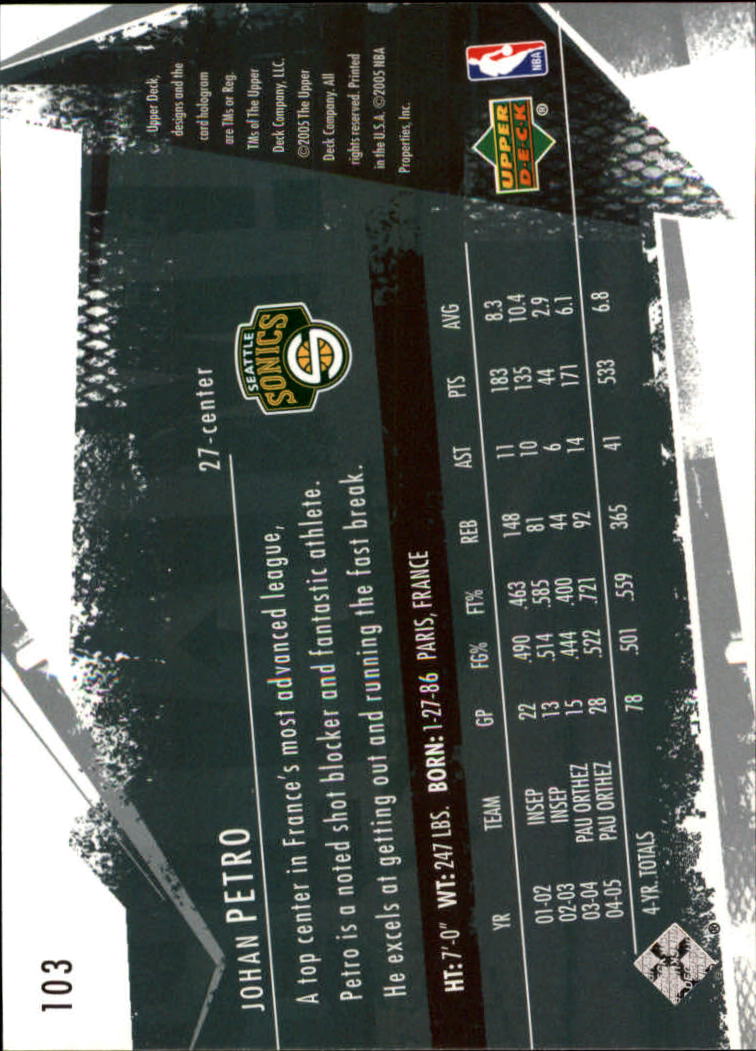 103
JOHAN PETRO
27-center
A top center in France's most advanced league,
Petro is a noted shot blocker and fantastic athlete.
He excels at getting out and running the fast break.
SEATTLE
SONICS
HT: 7'-0" WT: 247 LBS. BORN: 1-27-86 PARIS, FRANCE
YR TEAM GP FG% FT% REB AST PTS AVG
01-02 INSEP 22 .490 .463 148 11 183 8.3
02-03 INSEP 13 .514 .585 81 10 135 10.4
03-04 PAU ORTHEZ 15 .444 .400 44 6 44 2.9
04-05 PAU ORTHEZ 28 .522 .721 92 14 171 6.1
4-YR. TOTALS 78 .501 .559 365 41 533 6.8
Upper Deck,
designs and the
card hologram
are TMs or Reg.
TMs of The Upper
Deck Company, LLC.
©2005 The Upper
Deck Company. All
rights reserved. Printed
in the U.S.A. ©2005 NBA
Properties, Inc.
NBA
UPPER
D·E·C·K
®
®